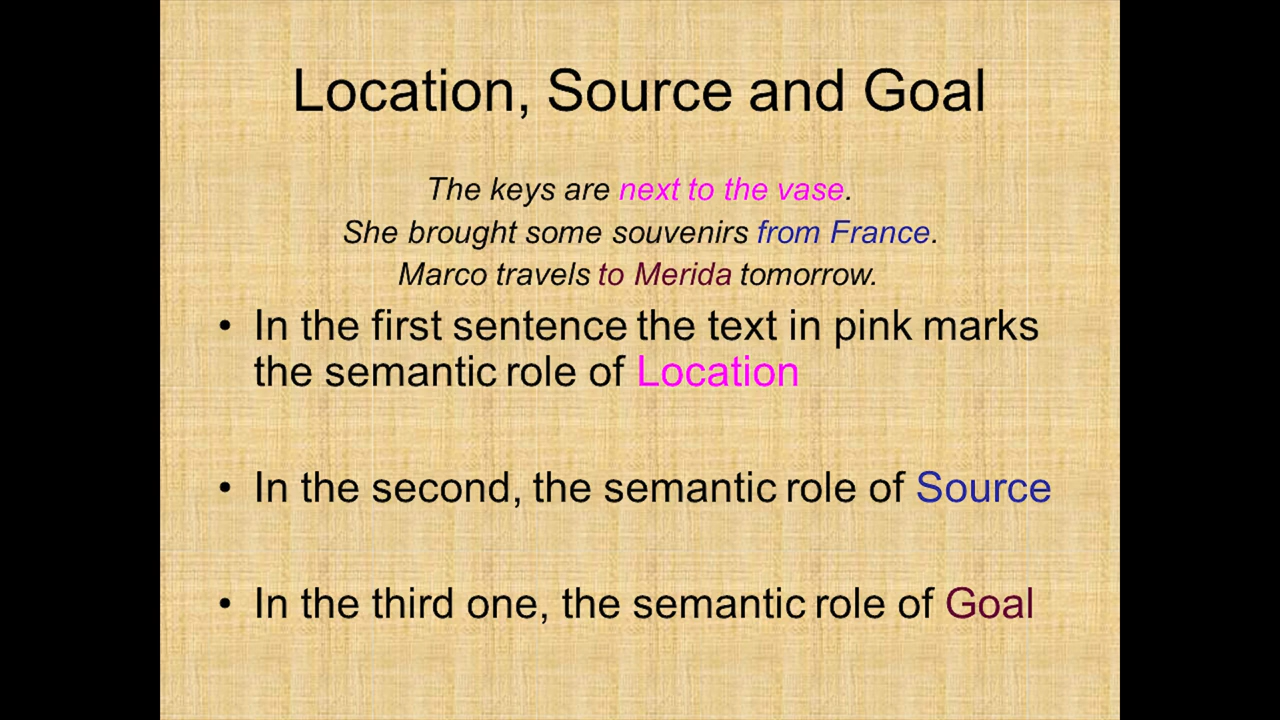 Location, Source and Goal
The keys are next to the vase.
She brought some souvenirs from France.
Marco travels to Merida tomorrow.
• In the first sentence the text in pink marks
the semantic role of Location
• In the second, the semantic role of Source
• In the third one, the semantic role of Goal